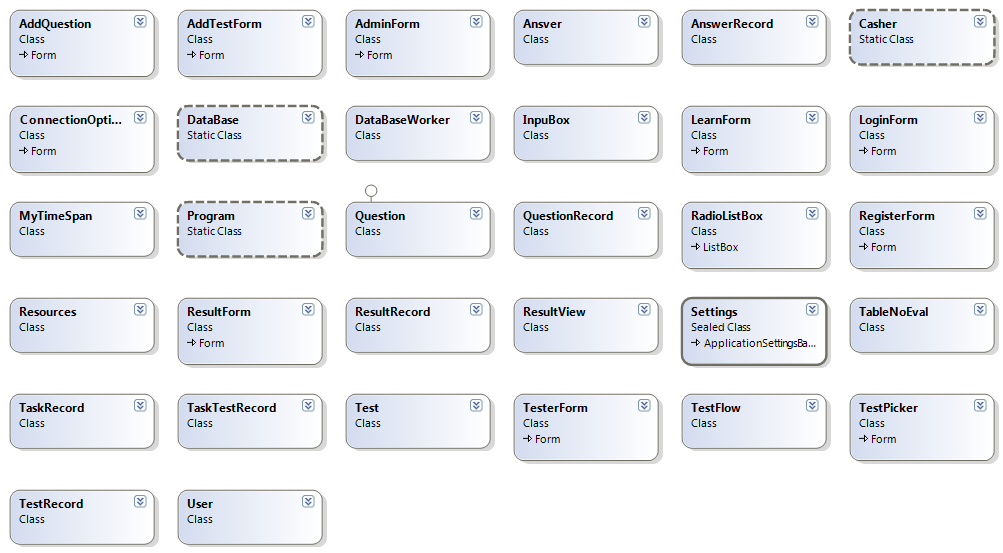 AddQuestion
Class
Form
AddTestForm
Class
Form
AdminForm
Class
Form
Ansver
Class
AnswerRecord
Class
Casher
Static Class
ConnectionOpti...
Class
Form
DataBase
Static Class
DataBaseWorker
Class
InpuBox
Class
LearnForm
Class
Form
LoginForm
Class
Form
MyTimeSpan
Class
Program
Static Class
Question
Class
QuestionRecord
Class
RadioListBox
Class
ListBox
RegisterForm
Class
Form
Resources
Class
ResultForm
Class
Form
ResultRecord
Class
ResultView
Class
Settings
Sealed Class
ApplicationSettingsBa...
TableNoEval
Class
TaskRecord
Class
TaskTestRecord
Class
Test
Class
TesterForm
Class
Form
TestFlow
Class
TestPicker
Class
Form
TestRecord
Class
User
Class